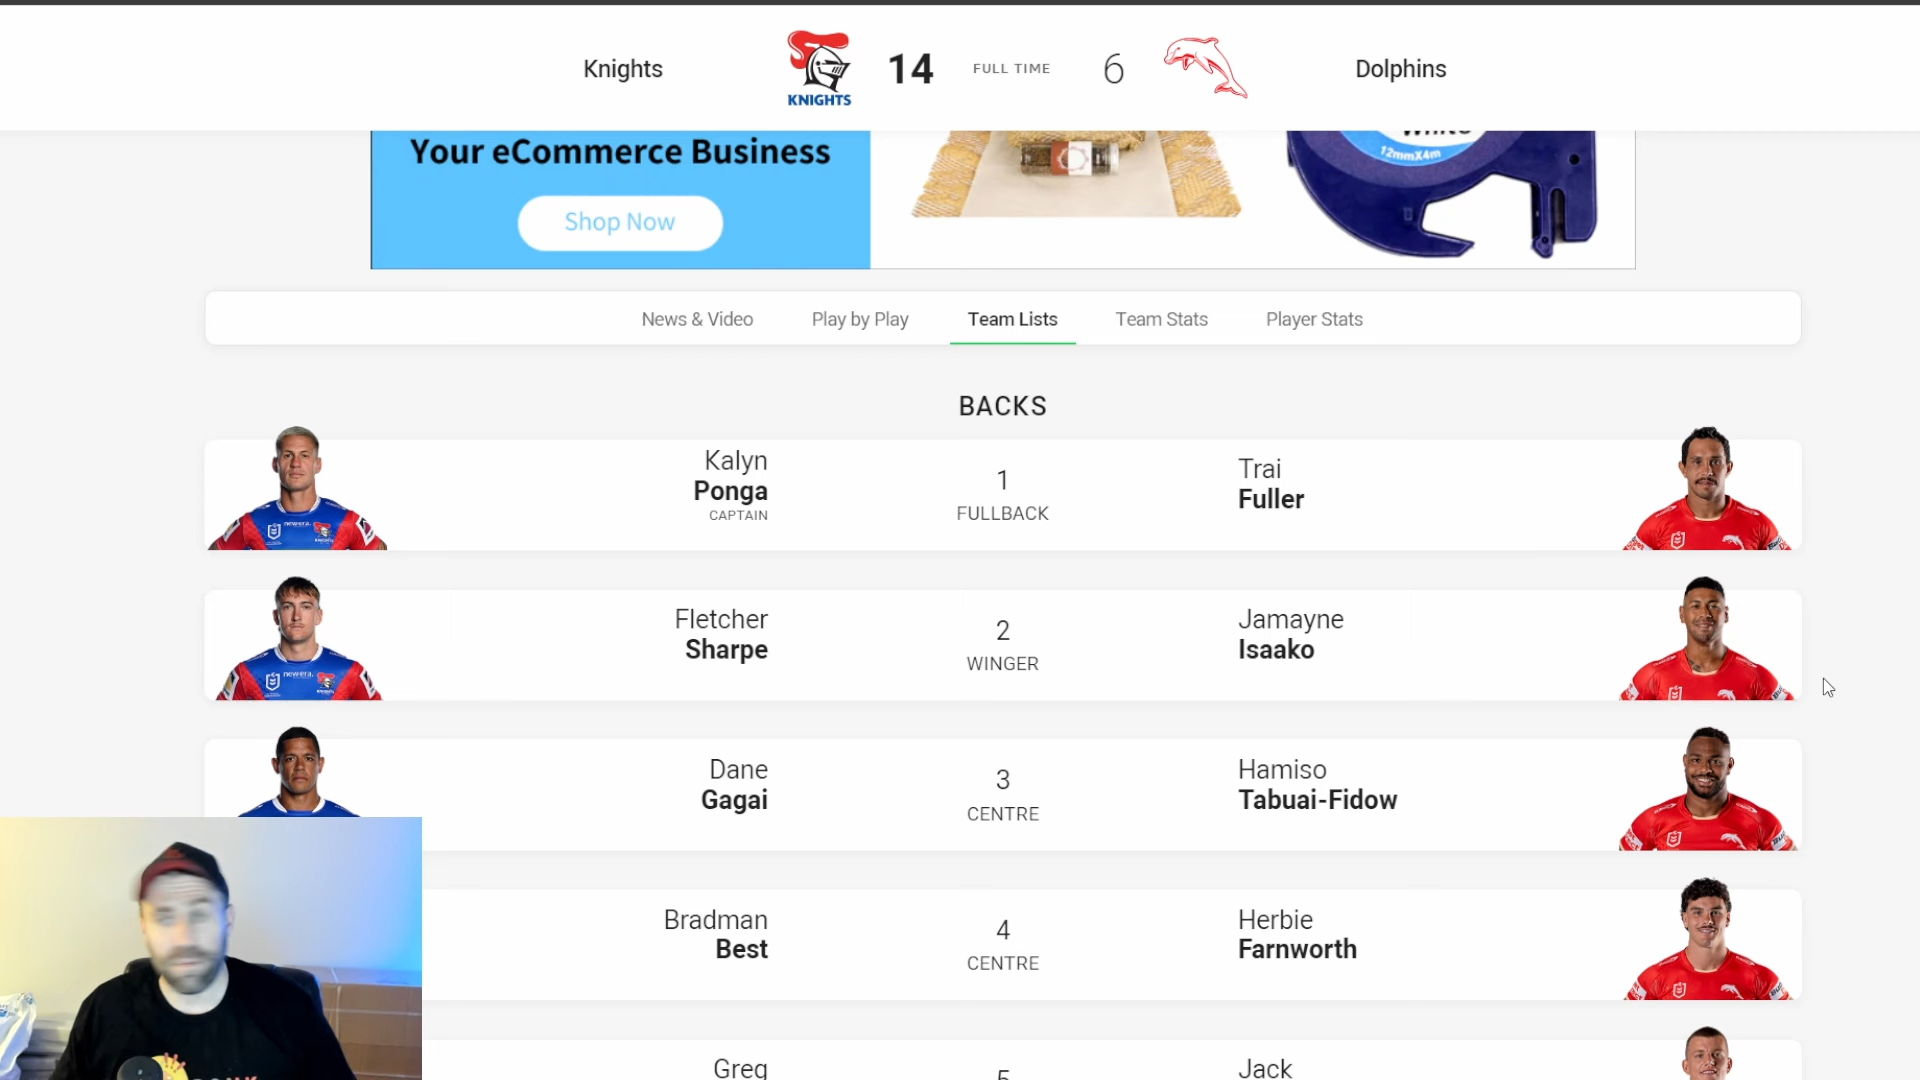 Knights
KNIGHTS
14
FULL TIME
6
Dolphins
Your eCommerce Business
Shop Now
12mmX4m
News & Video
Play by Play
Team Lists
Team Stats
Player Stats
BACKS
Kalyn
Ponga
CAPTAIN
1
FULLBACK
Trai
Fuller
Fletcher
Sharpe
2
WINGER
Jamayne
Isaako
Dane
Gagai
3
CENTRE
Hamiso
Tabuai-Fidow
Bradman
Best
4
CENTRE
Herbie
Farnworth
Greg
5
Jack